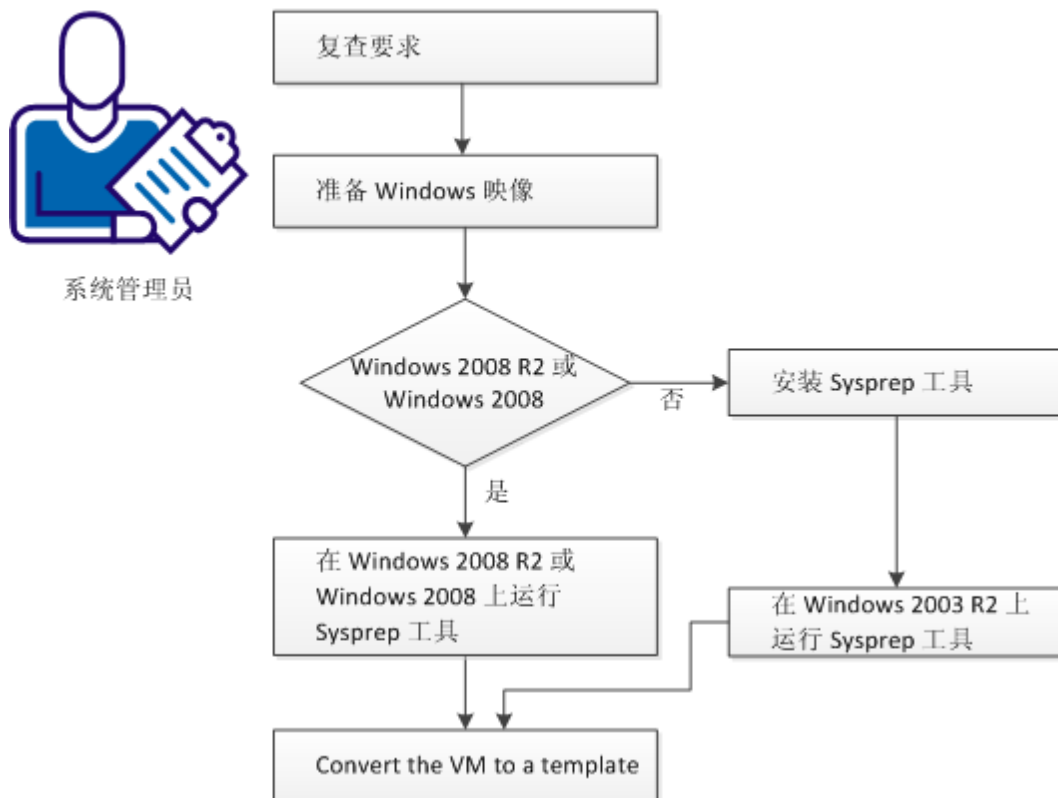 复查要求
准备 Windows 映像
系统管理员
Windows 2008 R2 或
Windows 2008
否
安装 Sysprep 工具
是
在 Windows 2008 R2 或
Windows 2008 上运行
Sysprep 工具
在 Windows 2003 R2 上
运行 Sysprep 工具
Convert the VM to a template